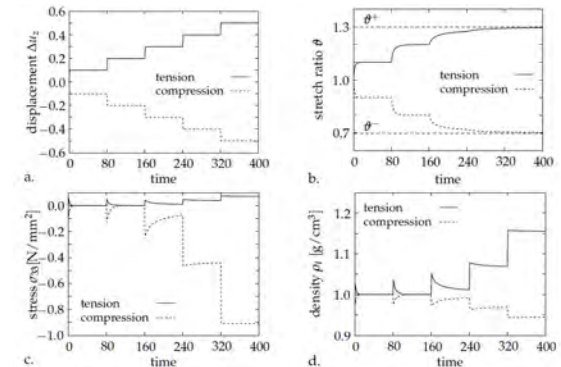 displacement Δu₂
0.6
0.4
0.2
0.0
−0.2
−0.4
−0.6
tension
compression
0 80 160 240 320 400
time
a.
stretch ratio ϑ
1.3
1.1
0.9
0.7
ϑ⁺
tension
compression
ϑ⁻
0 80 160 240 320 400
time
b.
stress [N/mm²]
0.0
−0.2
−0.4
−0.6
−0.8
−1.0
tension
compression
0 80 160 240 320 400
time
c.
density ρₜ [g/cm³]
1.2
1.1
1.0
0.9
tension
compression
0 80 160 240 320 400
time
d.